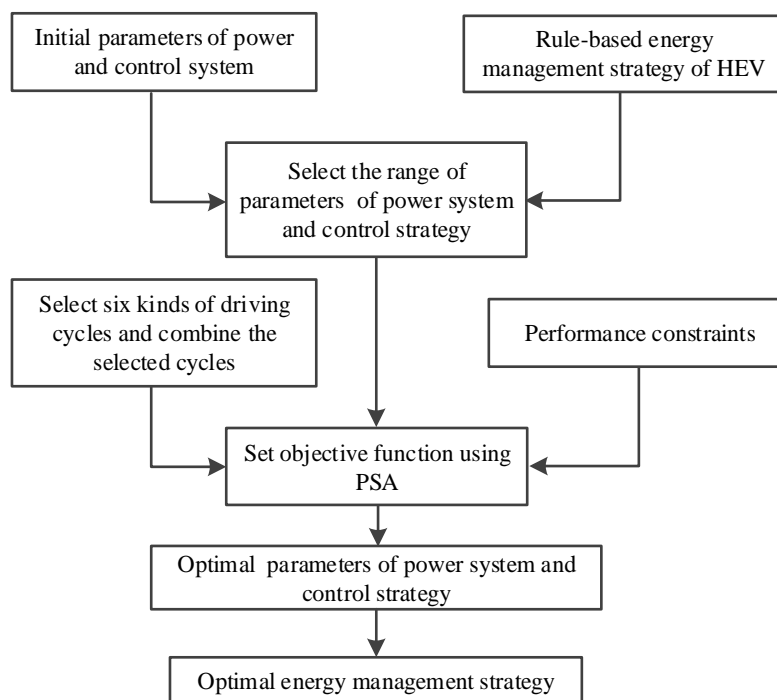 Initial parameters of power
and control system
Rule-based energy
management strategy of HEV
Select the range of
parameters of power system
and control strategy
Select six kinds of driving
cycles and combine the
selected cycles
Performance constraints
Set objective function using
PSA
Optimal parameters of power system and
control strategy
Optimal energy management strategy